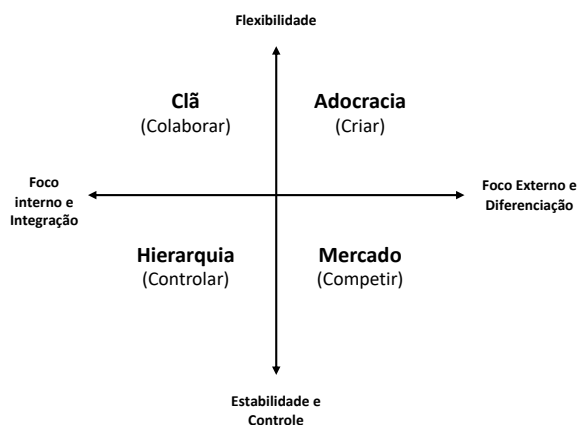 Flexibilidade
Clã
(Colaborar)
Adocracia
(Criar)
Foco
interno e
Integração
Foco Externo e
Diferenciação
Hierarquia
(Controlar)
Mercado
(Competir)
Estabilidade e
Controle